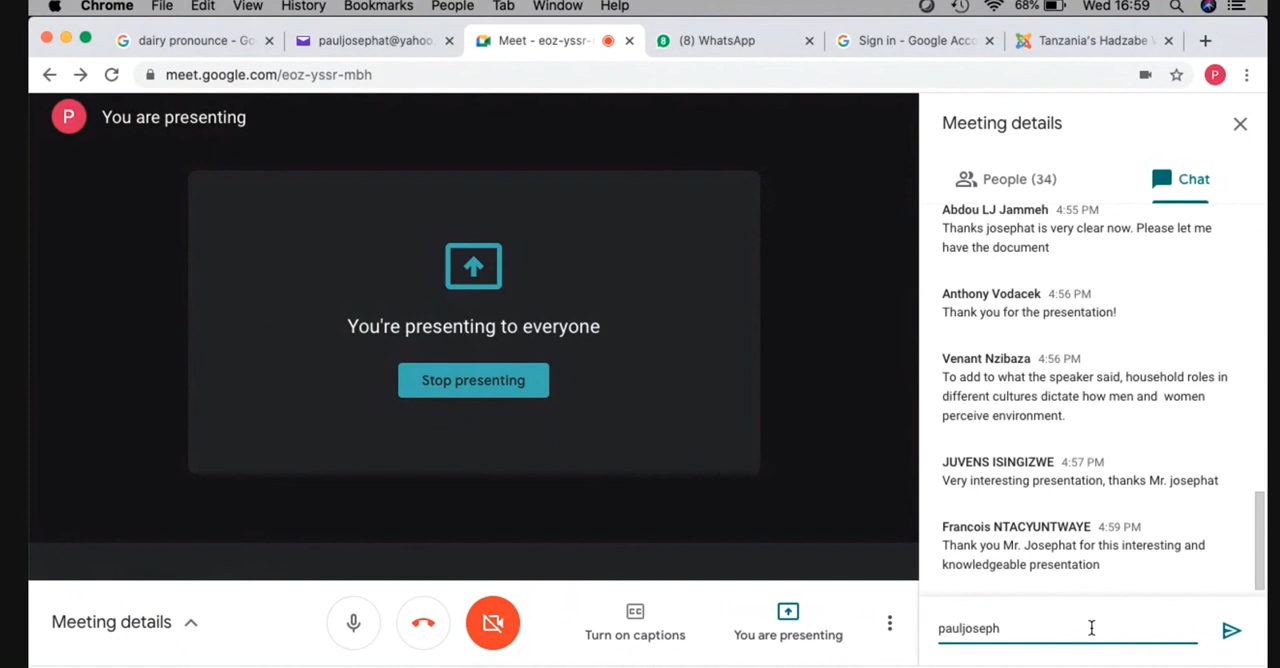 Chrome File Edit View History Bookmarks People Tab Window Help 68% Wed 16:59
dairy pronounce - Go pauljosephat@yahoo. Meet - eoz-yssr- (8) WhatsApp Sign in - Google Acco Tanzania's Hadzabe
meet.google.com/eoz-yssr-mbh P
P You are presenting
You're presenting to everyone
Stop presenting
Meeting details
People (34) Chat
Abdou LJ Jammeh 4:55 PM
Thanks josephat is very clear now. Please let me
have the document
Anthony Vodacek 4:56 PM
Thank you for the presentation!
Venant Nzibaza 4:56 PM
To add to what the speaker said, household roles in
different cultures dictate how men and women
perceive environment.
JUVENS ISINGIZWE 4:57 PM
Very interesting presentation, thanks Mr. josephat
Francois NTACYUNTWAYE 4:59 PM
Thank you Mr. Josephat for this interesting and
knowledgeable presentation
pauljoseph
Meeting details
CC
Turn on captions
You are presenting